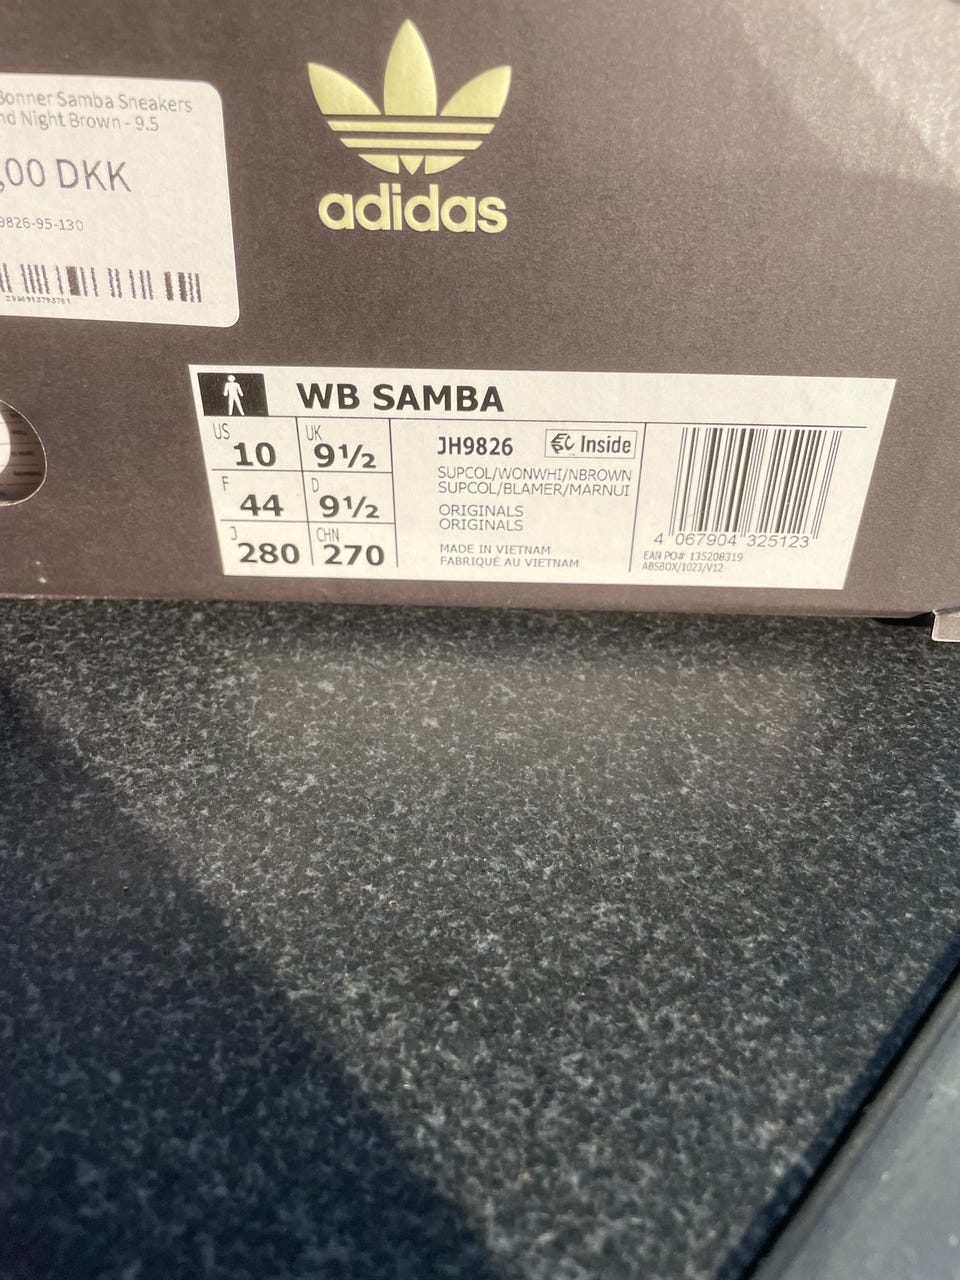 Bonner Samba Sneakers
nd Night Brown - 9.5
,00 DKK
9826-95-130
adidas
WB SAMBA
US 10
UK 9½
F 44
D 9½
J 280
CHN 270
JH9826
Inside
SUPCOL/WONWHI/NBROWN
SUPCOL/BLAMER/MARNUI
ORIGINALS
ORIGINALS
MADE IN VIETNAM
FABRIQUÉ AU VIETNAM
4 067904 325123
EAN PO# 135208319
ABSBOX/1023/V12